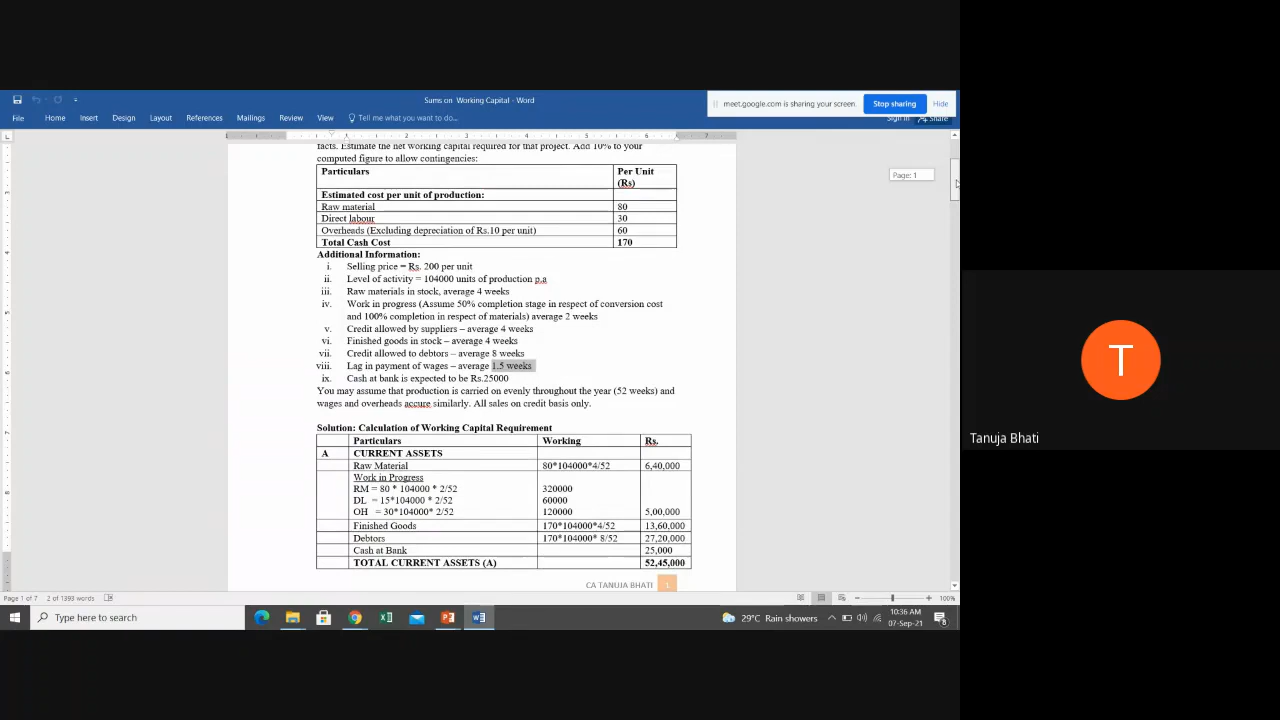 Sums on Working Capital - Word
meet.google.com is sharing your screen.
Stop sharing
Hide
File Home Insert Design Layout References Mailings Review View Tell me what you want to do...
Sign in Share
facts. Estimate the net working capital required for that project. Add 10% to your
computed figure to allow contingencies:
Page: 1
Particulars Per Unit
(Rs)
Estimated cost per unit of production:
Raw material 80
Direct labour 30
Overheads (Excluding depreciation of Rs.10 per unit) 60
Total Cash Cost 170
Additional Information:
i. Selling price = Rs. 200 per unit
ii. Level of activity = 104000 units of production p,a
iii. Raw materials in stock, average 4 weeks
iv. Work in progress (Assume 50% completion stage in respect of conversion cost
and 100% completion in respect of materials) average 2 weeks
v. Credit allowed by suppliers – average 4 weeks
vi. Finished goods in stock – average 4 weeks
vii. Credit allowed to debtors – average 8 weeks
viii. Lag in payment of wages – average 1.5 weeks
ix. Cash at bank is expected to be Rs.25000
You may assume that production is carried on evenly throughout the year (52 weeks) and
wages and overheads accure similarly. All sales on credit basis only.
Solution: Calculation of Working Capital Requirement
Particulars Working Rs.
A CURRENT ASSETS
Raw Material 80*104000*4/52 6,40,000
Work in Progress
RM = 80 * 104000 * 2/52 320000
DL = 15*104000 * 2/52 60000
OH = 30*104000* 2/52 120000 5,00,000
Finished Goods 170*104000*4/52 13,60,000
Debtors 170*104000* 8/52 27,20,000
Cash at Bank 25,000
TOTAL CURRENT ASSETS (A) 52,45,000
CA TANUJA BHATI 1
Page 1 of 7 2 of 1393 words
100%
Type here to search
29°C Rain showers
10:36 AM
07-Sep-21
T
Tanuja Bhati